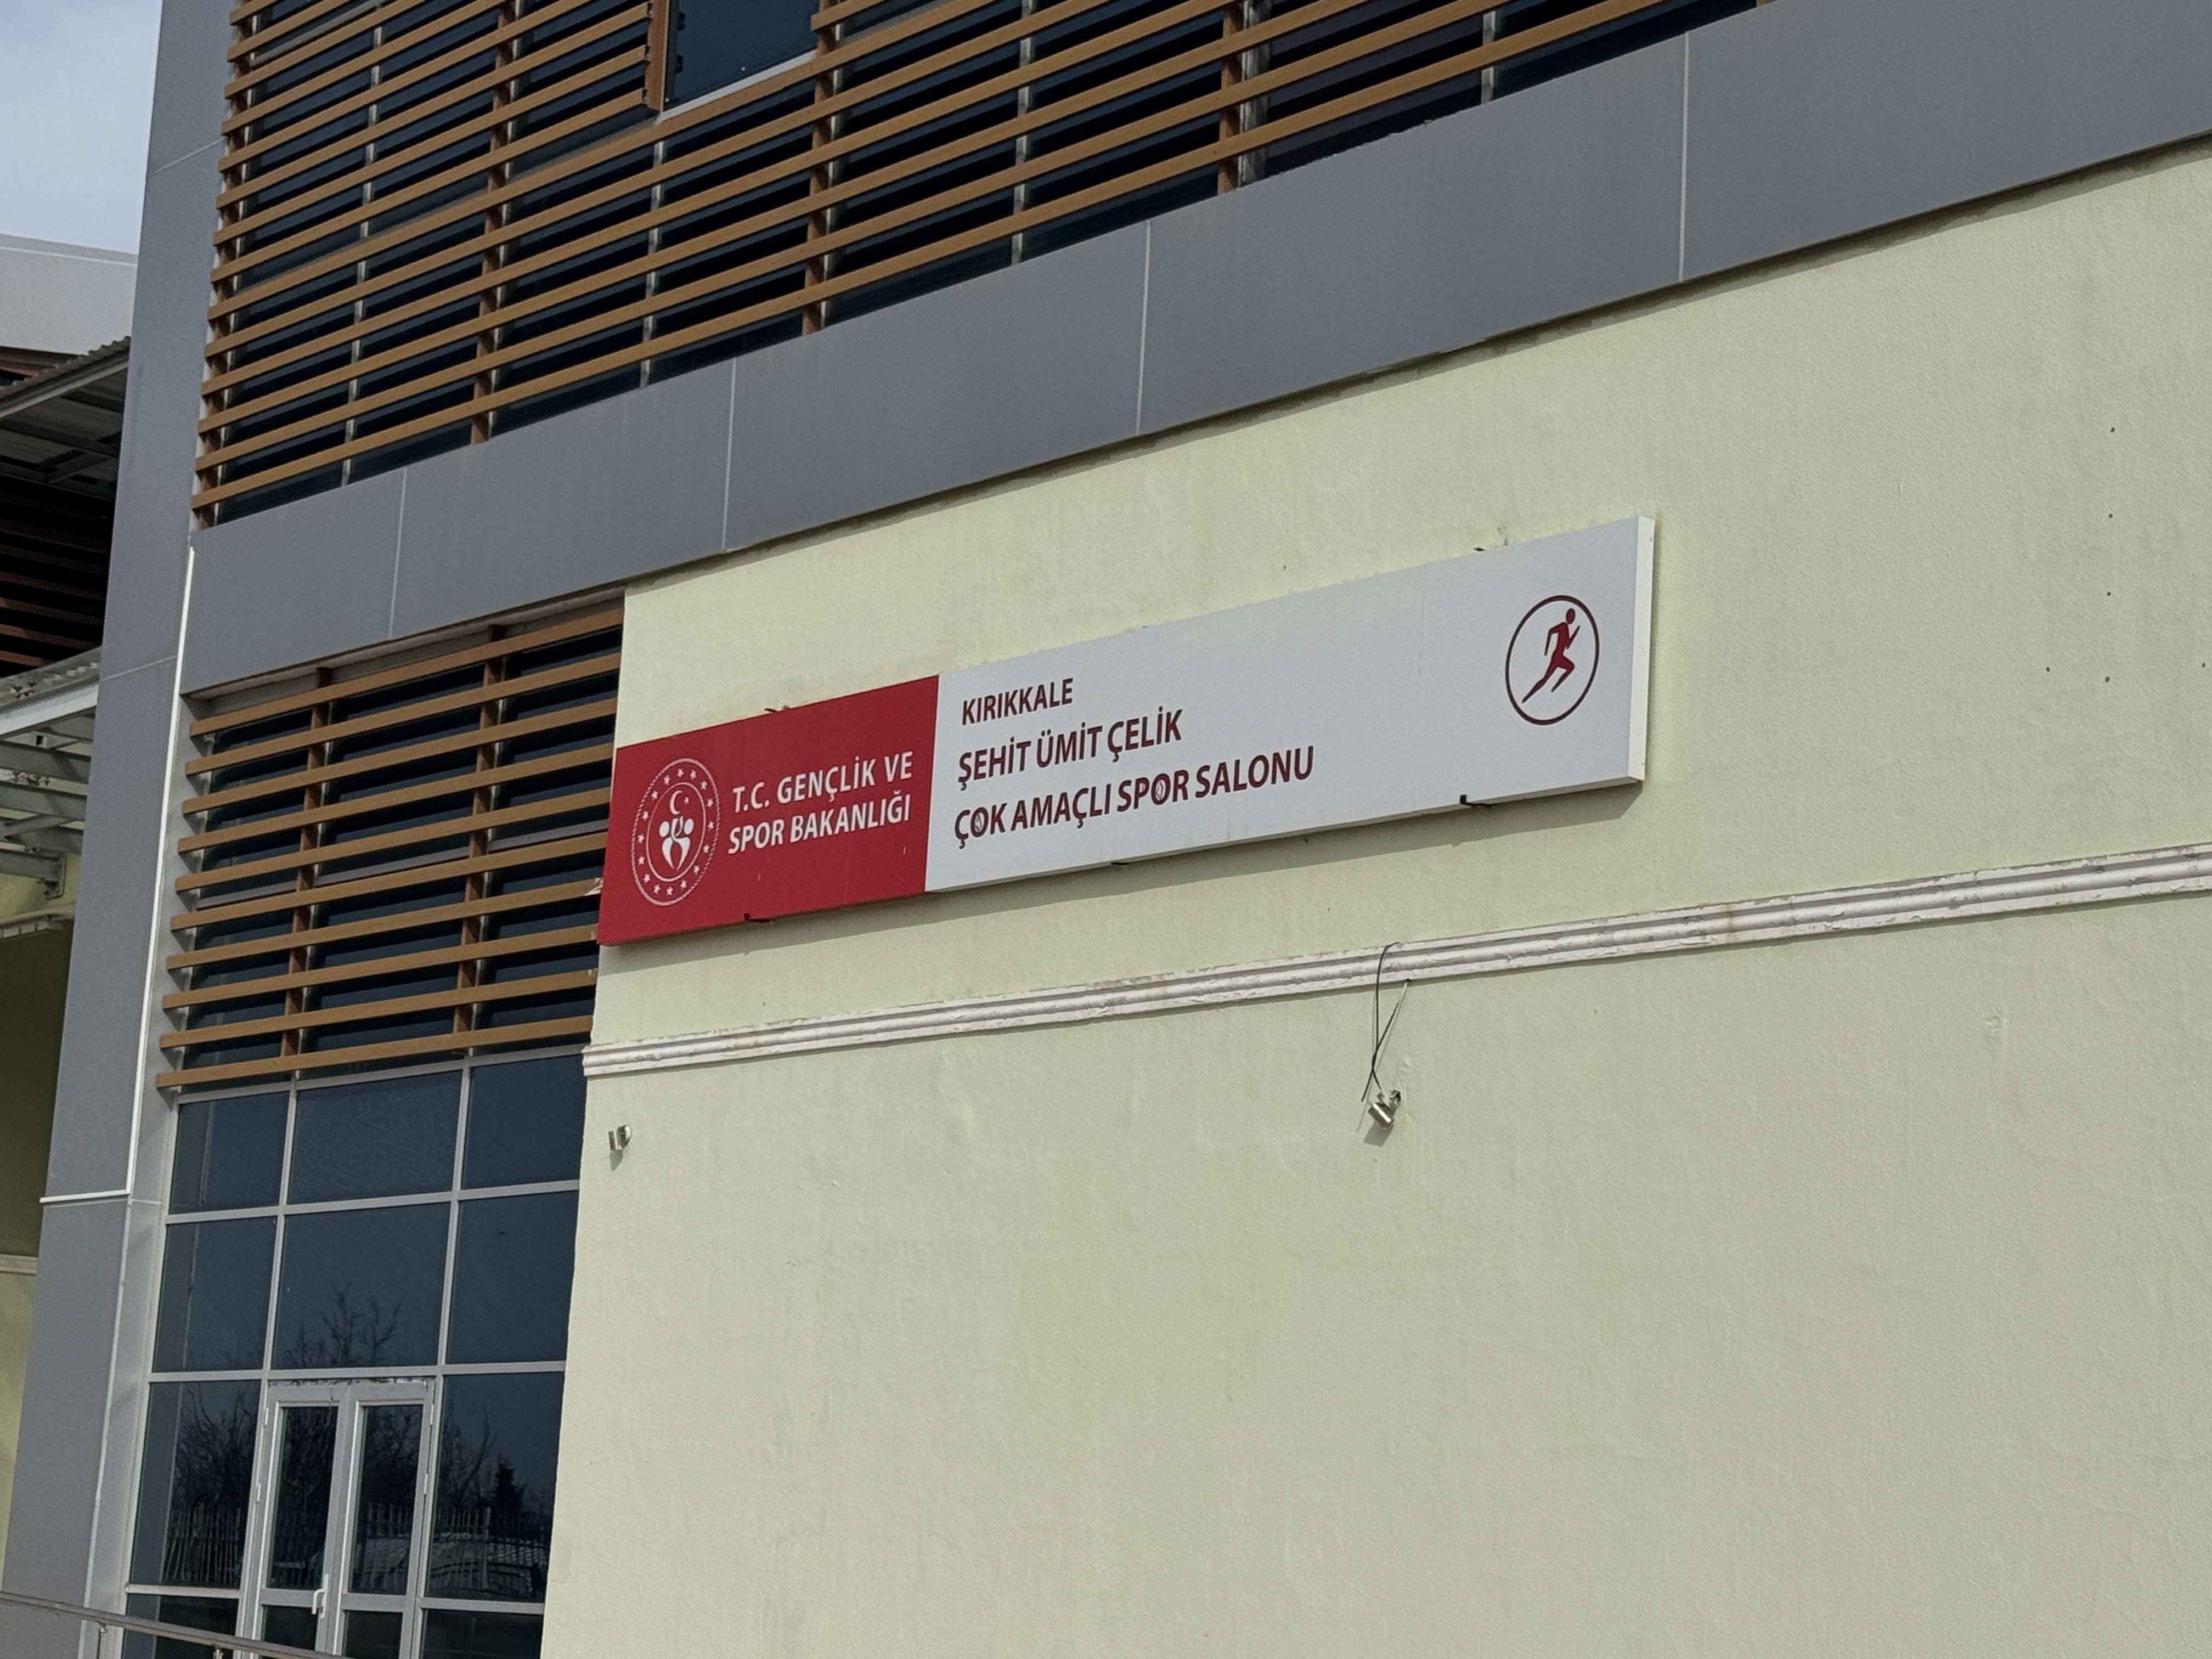 T.C. GENÇLİK VE
SPOR BAKANLIĞI
KIRIKKALE
ŞEHİT ÜMİT ÇELİK
ÇOK AMAÇLI SPOR SALONU